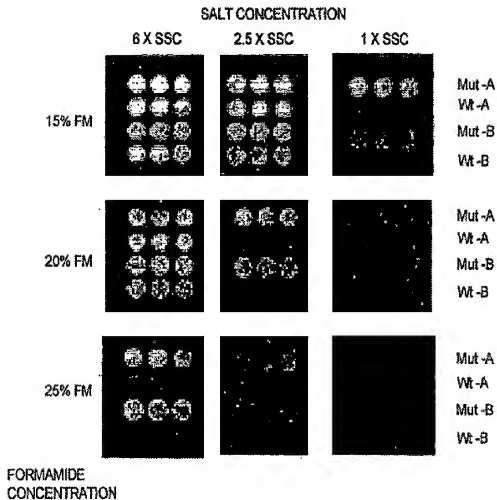 SALT CONCENTRATION
6 X SSC 2.5 X SSC 1 X SSC
15% FM
Mut-A
Wt-A
Mut-B
Wt-B
20% FM
Mut-A
Wt-A
Mut-B
Wt-B
25% FM
Mut-A
Wt-A
Mut-B
Wt-B
FORMAMIDE
CONCENTRATION